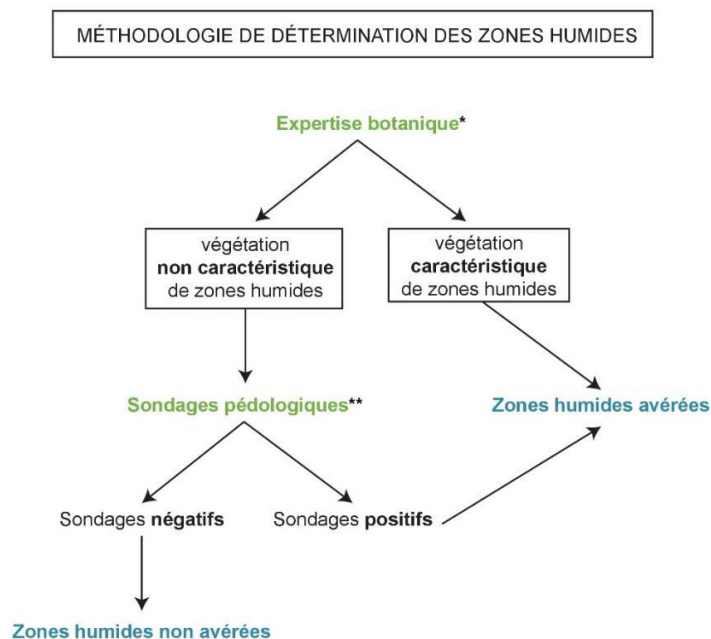 MÉTHODOLOGIE DE DÉTERMINATION DES ZONES HUMIDES
Expertise botanique*
végétation
non caractéristique
de zones humides
végétation
caractéristique
de zones humides
Sondages pédologiques**
Zones humides avérées
Sondages négatifs
Sondages positifs
Zones humides non avérées